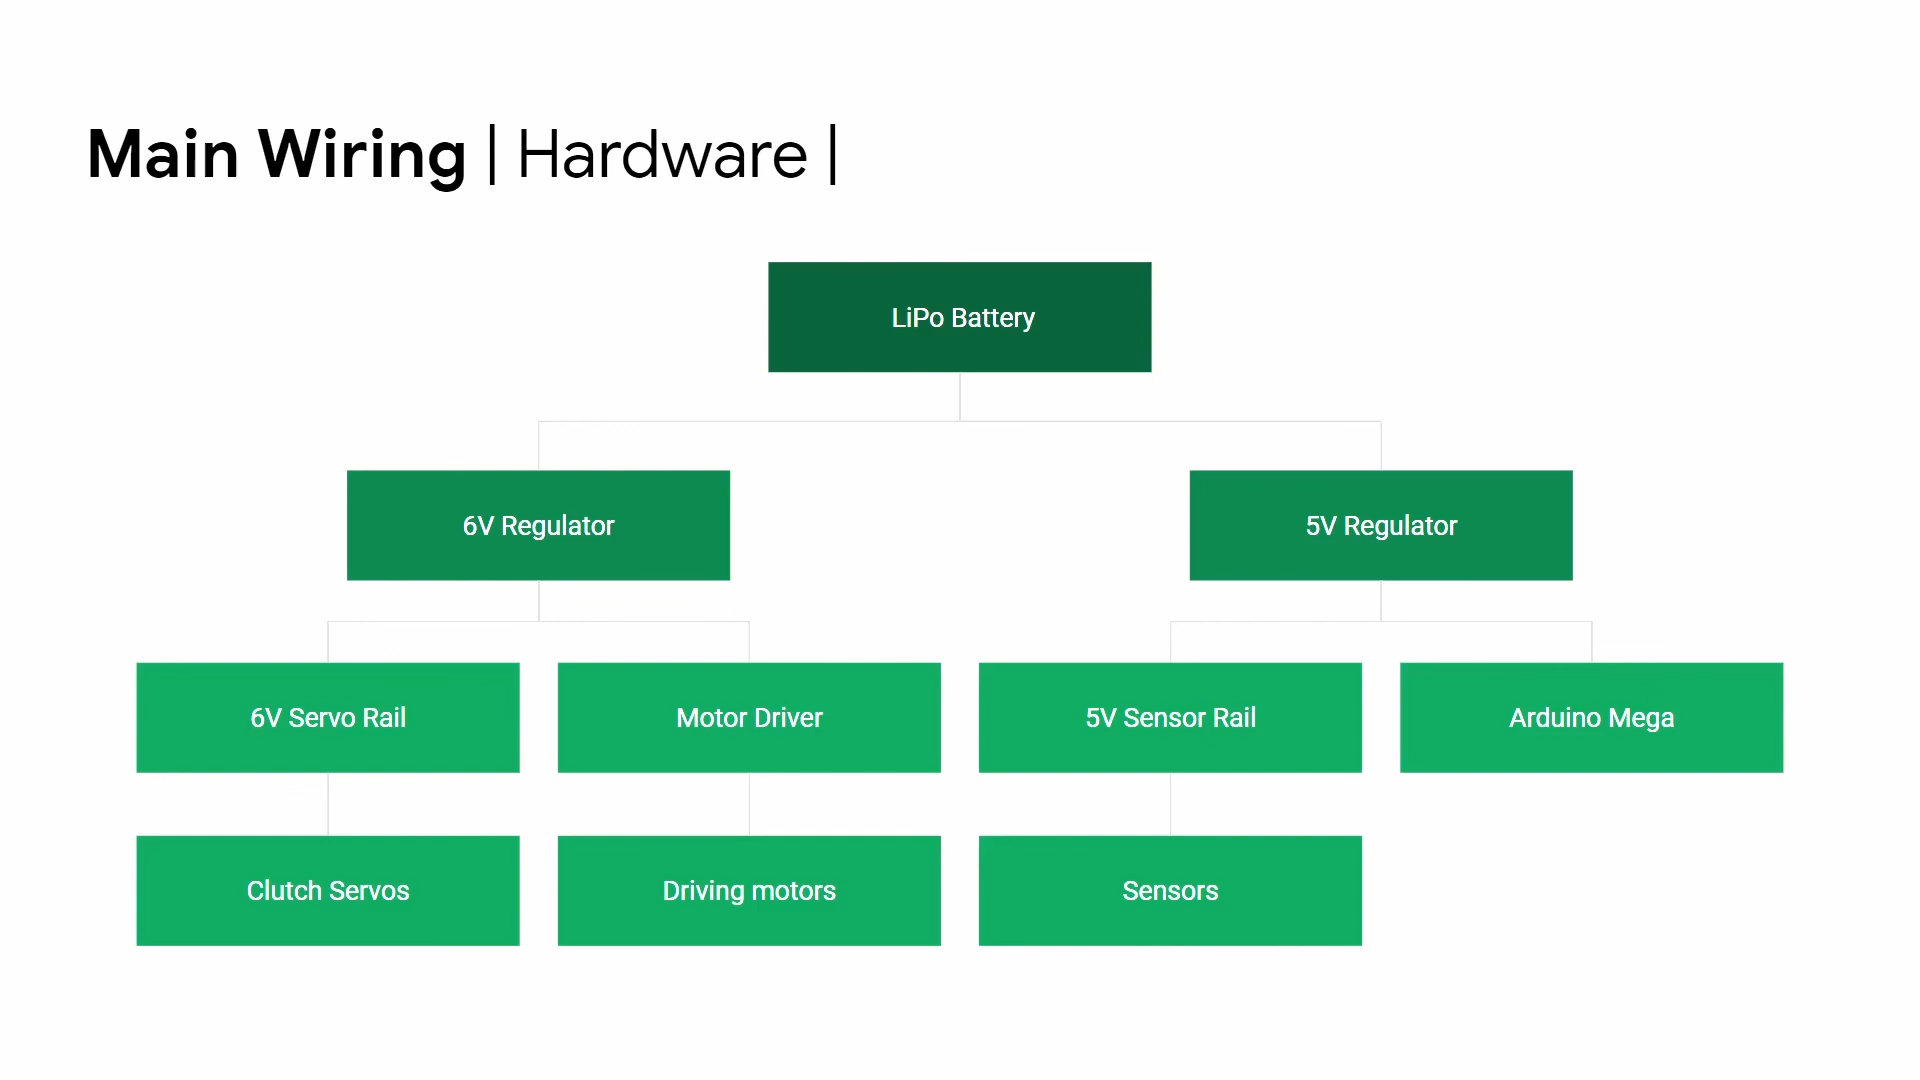 Main Wiring | Hardware |
LiPo Battery
6V Regulator
5V Regulator
6V Servo Rail
Motor Driver
5V Sensor Rail
Arduino Mega
Clutch Servos
Driving motors
Sensors